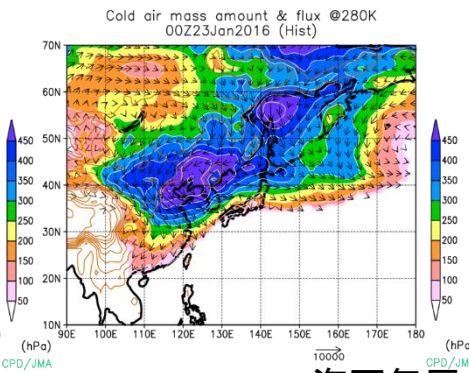 Cold air mass amount & flux @280K
00Z23Jan2016 (Hist)
70N
60N
50N
40N
30N
20N
10N
90E 100E 110E 120E 130E 140E 150E 160E 170E 180
450
400
350
300
250
200
150
100
50
(hPa)
CPD/JMA
450
400
350
300
250
200
150
100
50
(hPa)
CPD/JMA
10000